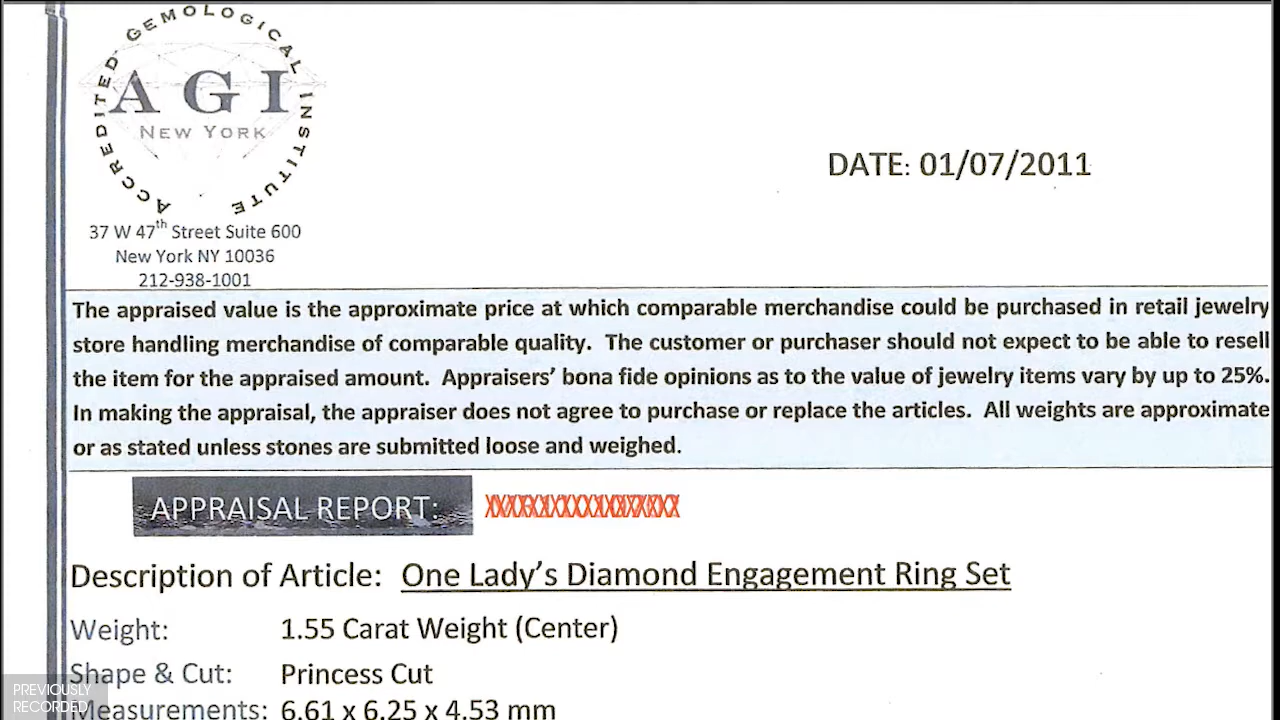 ACCREDITED GEMOLOGICAL INSTITUTE
AGI
NEW YORK
DATE: 01/07/2011
37 W 47th Street Suite 600
New York NY 10036
212-938-1001
The appraised value is the approximate price at which comparable merchandise could be purchased in retail jewelry
store handling merchandise of comparable quality. The customer or purchaser should not expect to be able to resell
the item for the appraised amount. Appraisers' bona fide opinions as to the value of jewelry items vary by up to 25%.
In making the appraisal, the appraiser does not agree to purchase or replace the articles. All weights are approximate
or as stated unless stones are submitted loose and weighed.
APPRAISAL REPORT:
Description of Article: One Lady's Diamond Engagement Ring Set
Weight: 1.55 Carat Weight (Center)
Shape & Cut: Princess Cut
Measurements: 6.61 x 6.25 x 4.53 mm
PREVIOUSLY
RECORDED